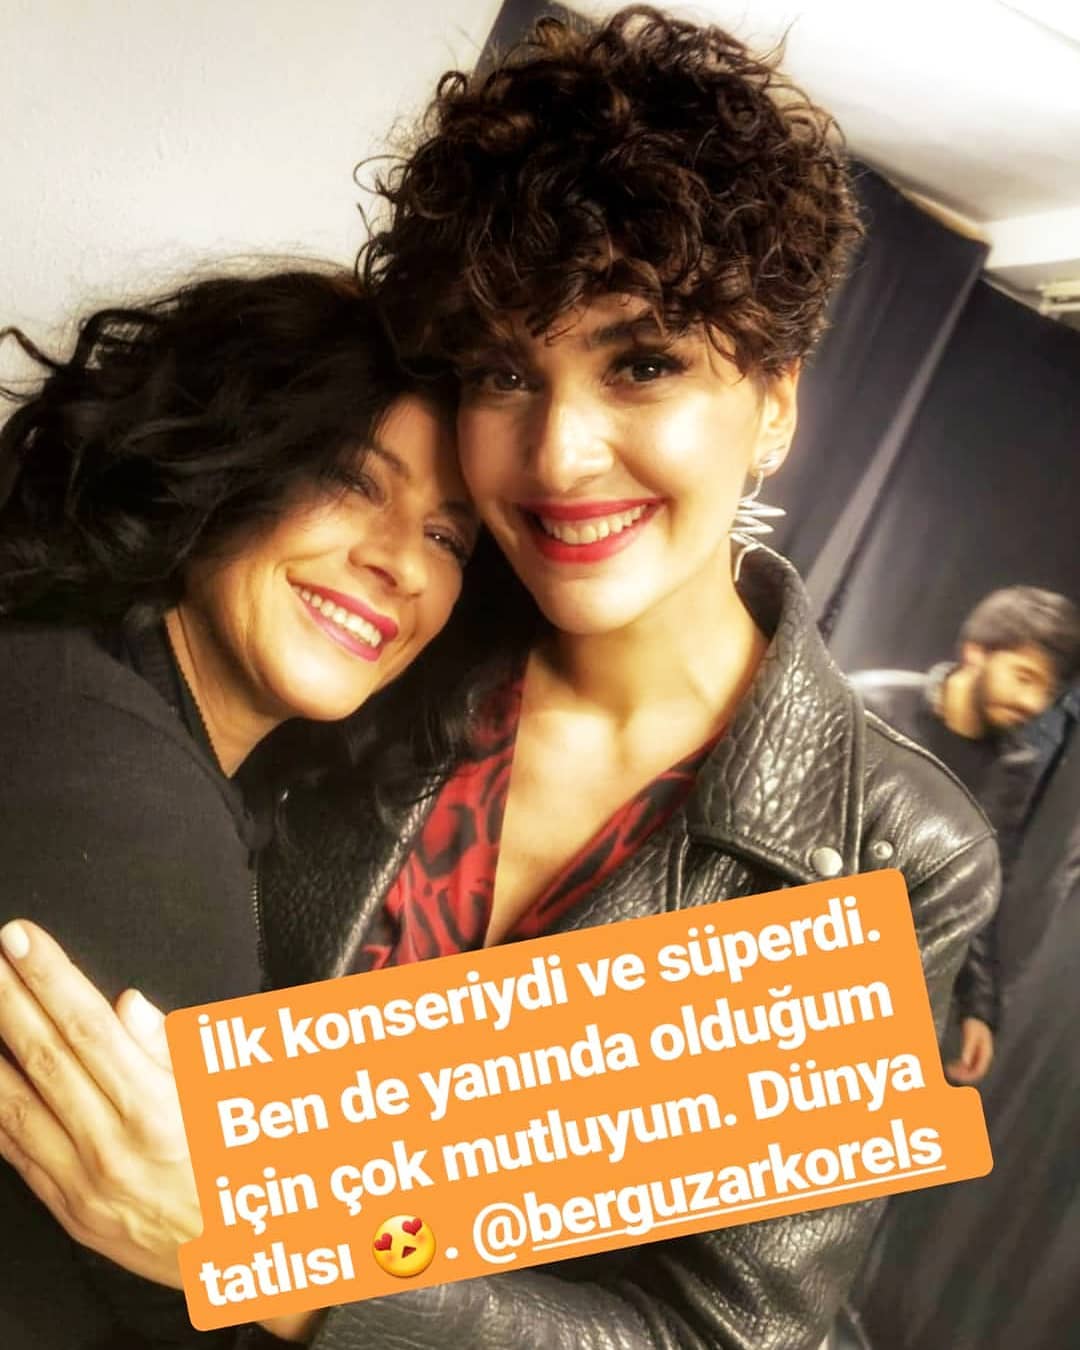 İlk konseriydi ve süperdi.
Ben de yanında olduğum
için çok mutluyum. Dünya
tatlısı 😍. @berguzarkorels